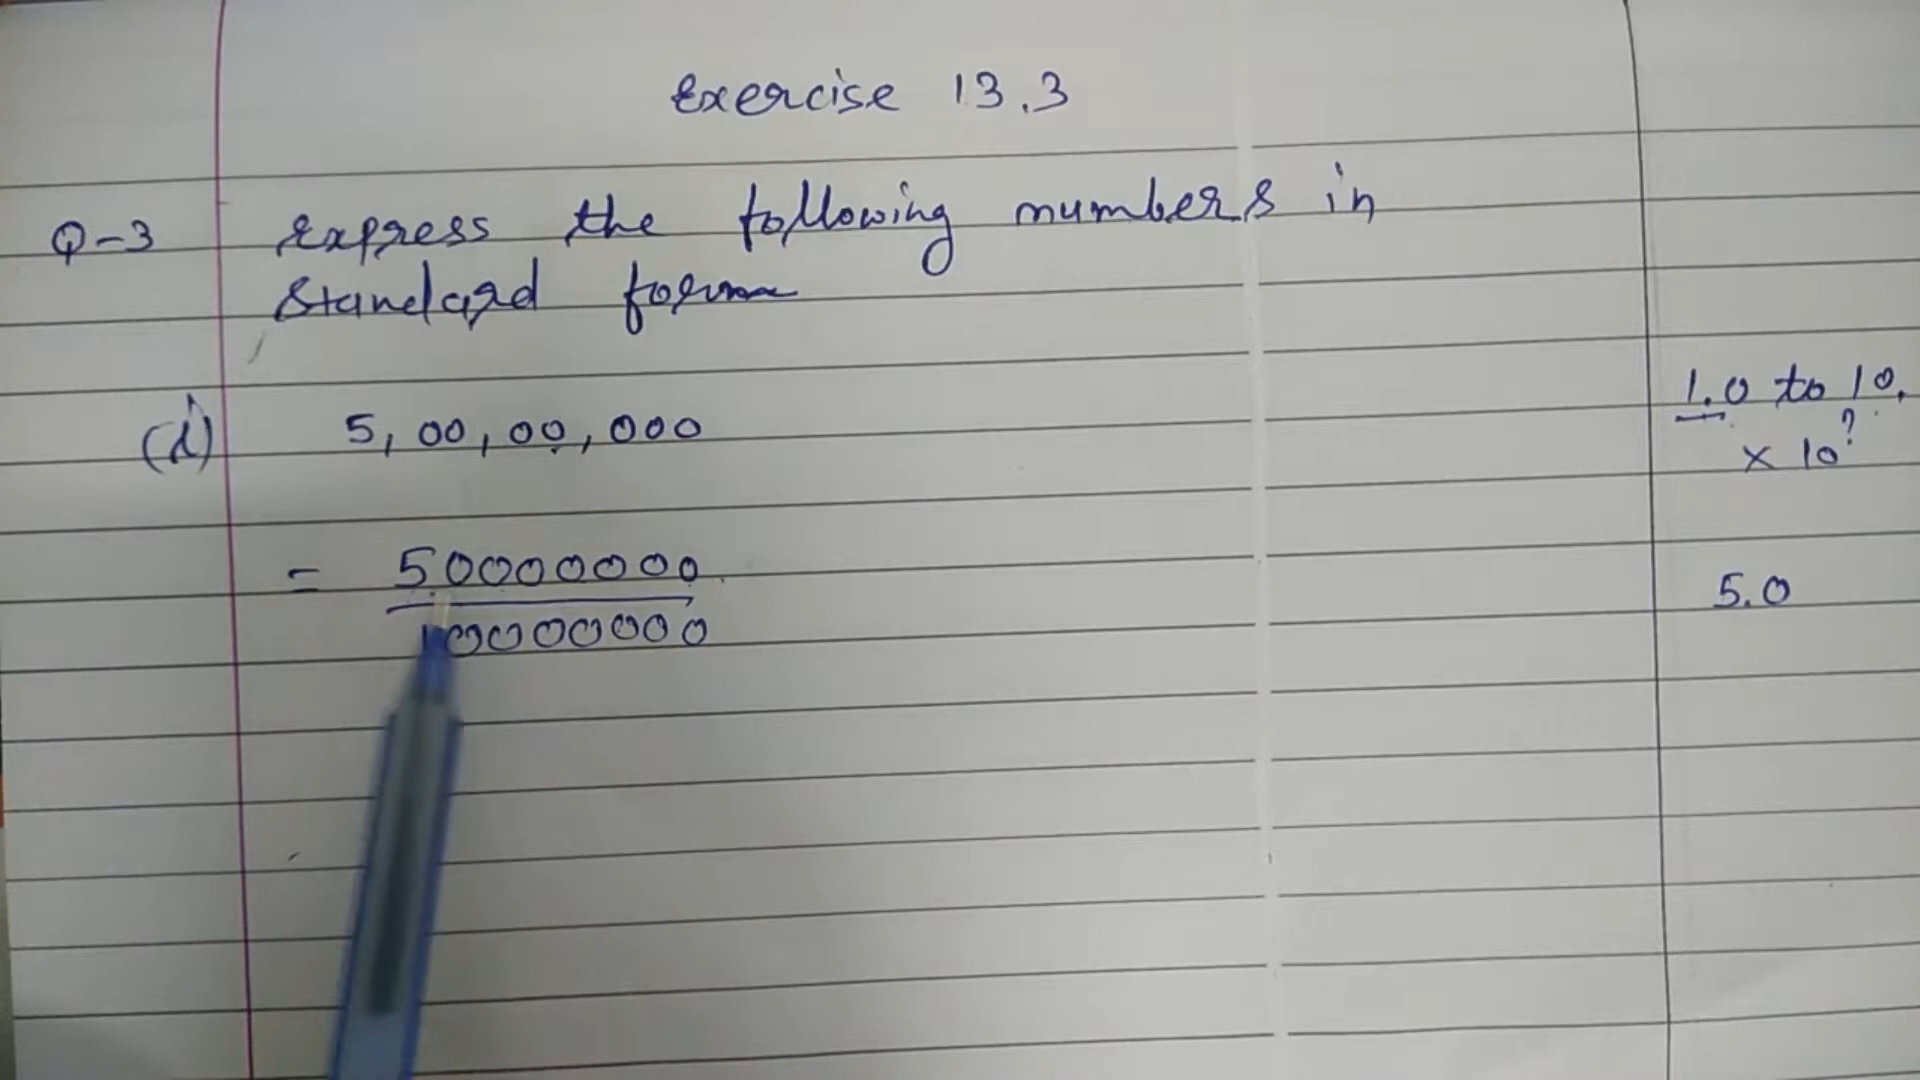 Exercise 13.3
Q-3 Express the following numbers in
Standard form
(i) 5,00,00,000
1.0 to 10.
× 10?
= 50000000
10000000
5.0